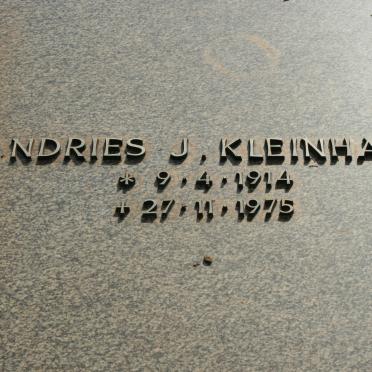 NDRIES J. KLEINHA
* 9.4.1914
† 27.11.1975